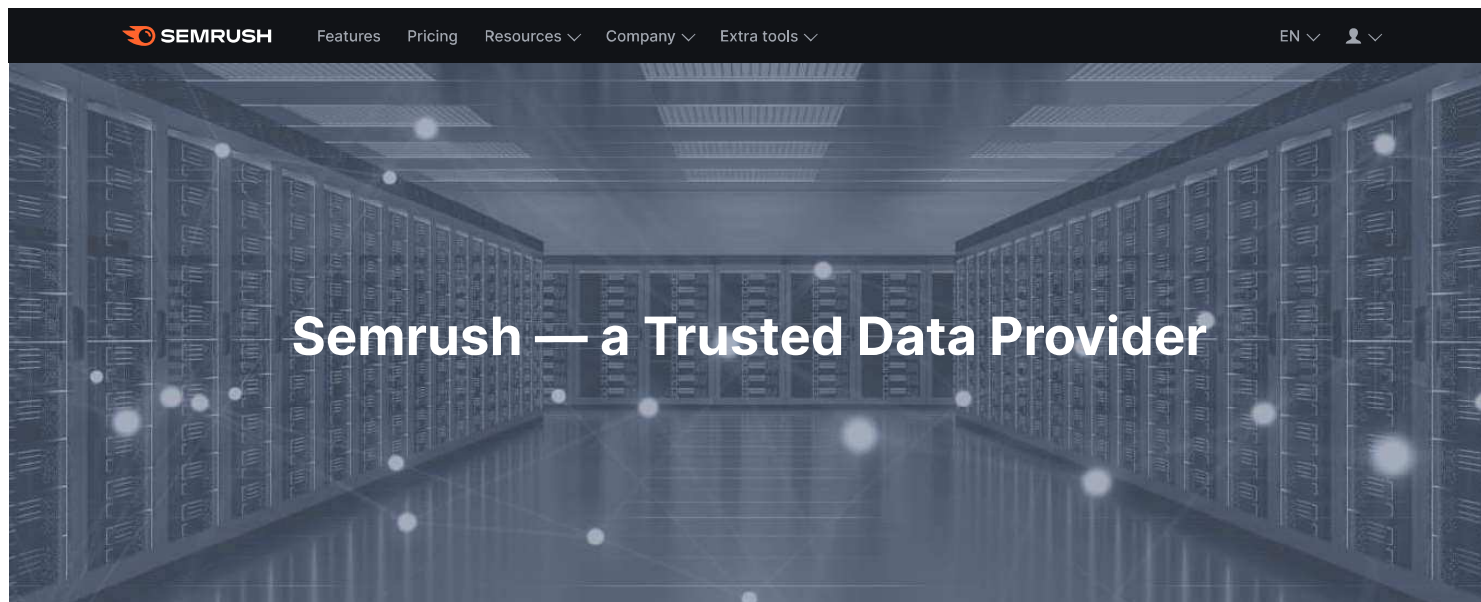 SEMRUSH Features Pricing Resources Company Extra tools EN
Semrush — a Trusted Data Provider